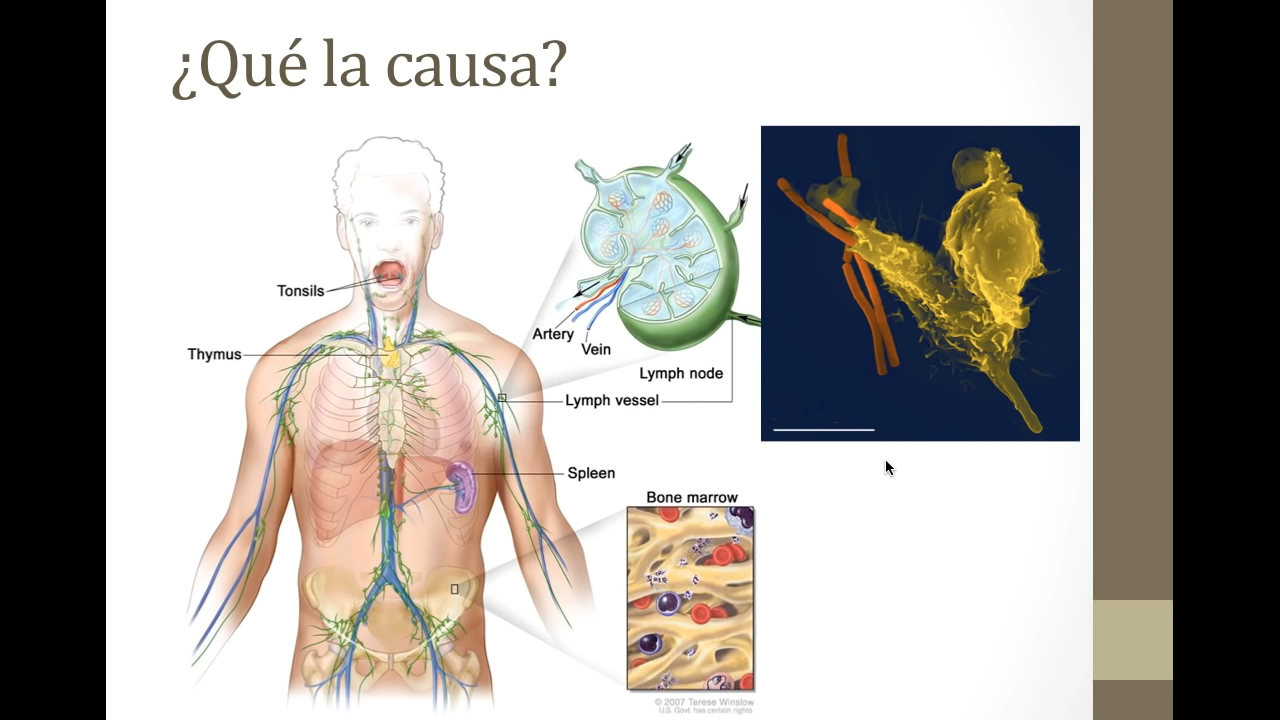 ¿Qué la causa?
Tonsils
Thymus
Artery
Vein
Lymph node
Lymph vessel
Spleen
Bone marrow
© 2007 Terese Winslow
U.S. Govt. has certain rights